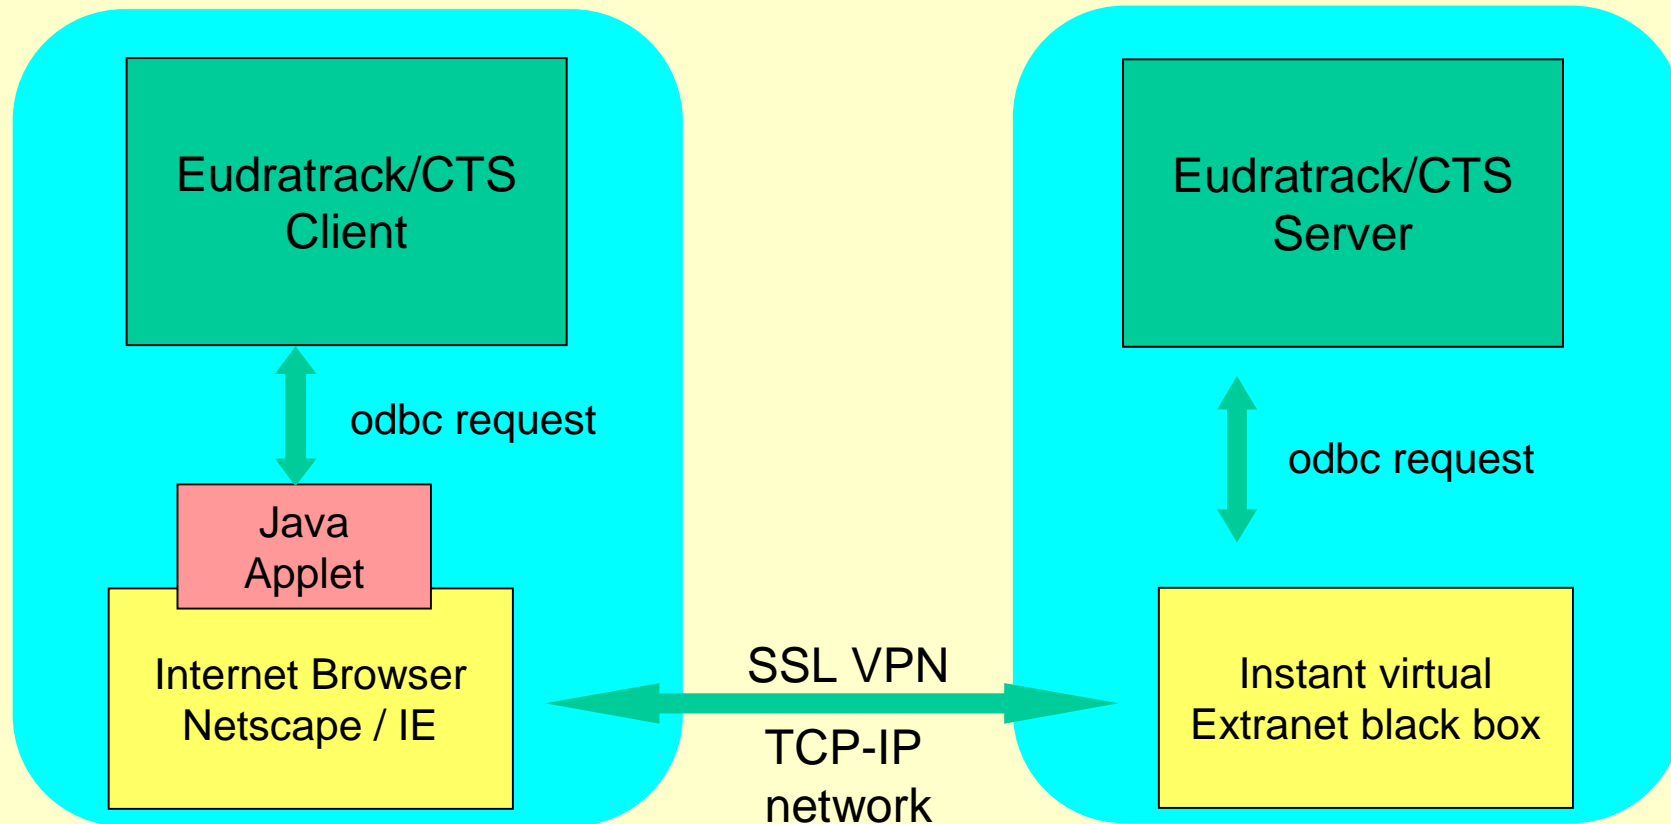 Eudratrack/CTS
Client
odbc request
Java
Applet
Internet Browser
Netscape / IE
SSL VPN
TCP-IP
network
Eudratrack/CTS
Server
odbc request
Instant virtual
Extranet black box